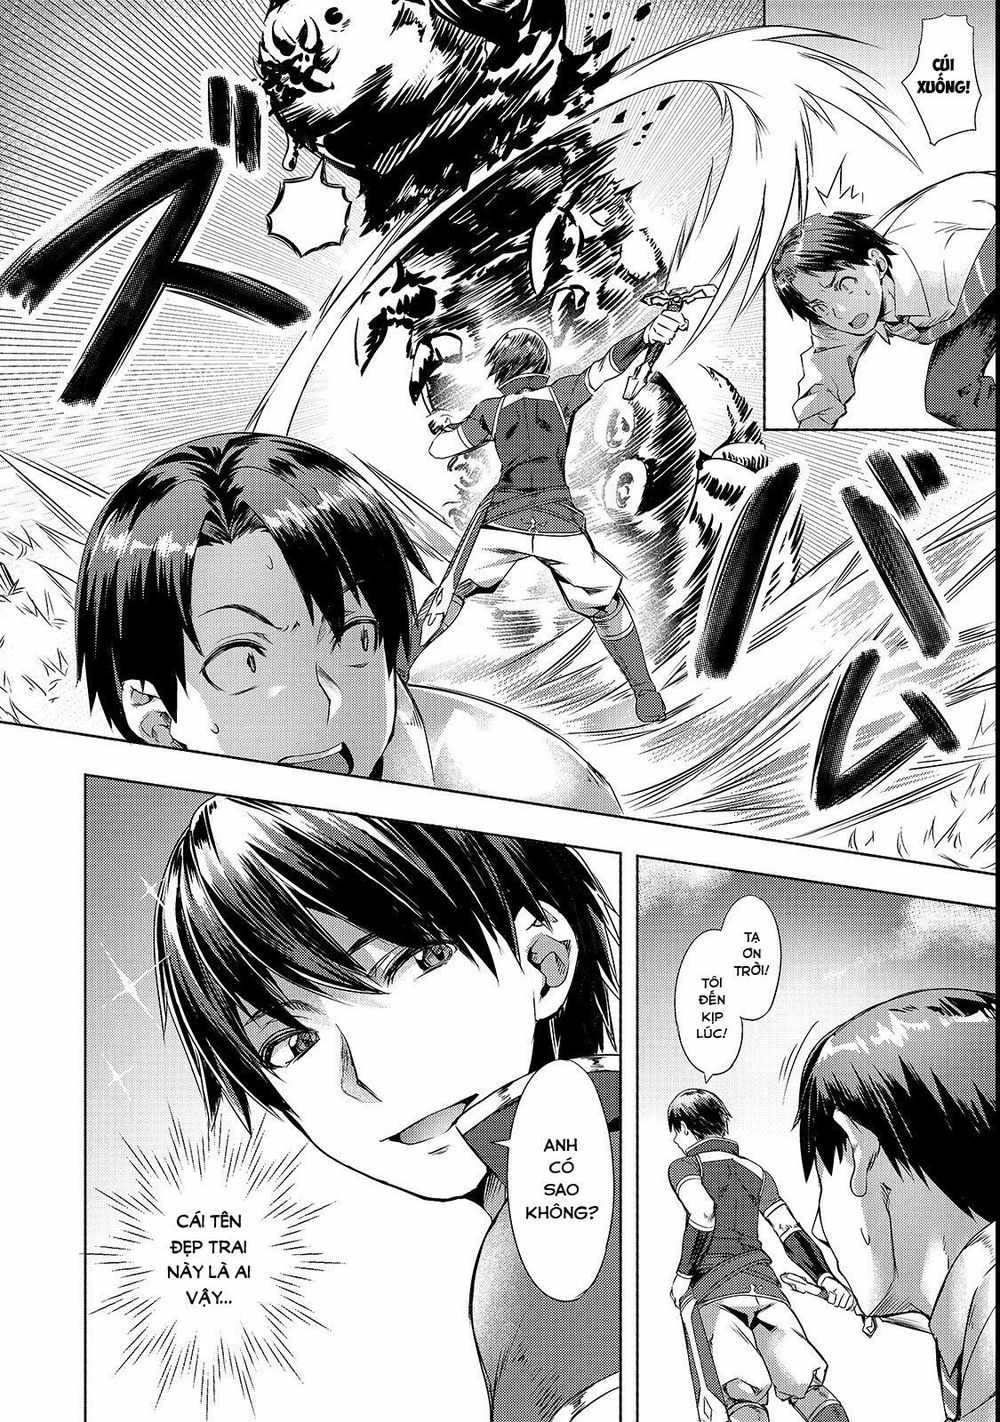 CÚI
XUỐNG!
ズ
バ
ム
TẠ
ƠN
TRỜI!
TÔI
ĐẾN
KỊP
LÚC!
ANH
CÓ
SAO
KHÔNG?
CÁI TÊN
ĐẸP TRAI
NÀY LÀ AI
VẬY...